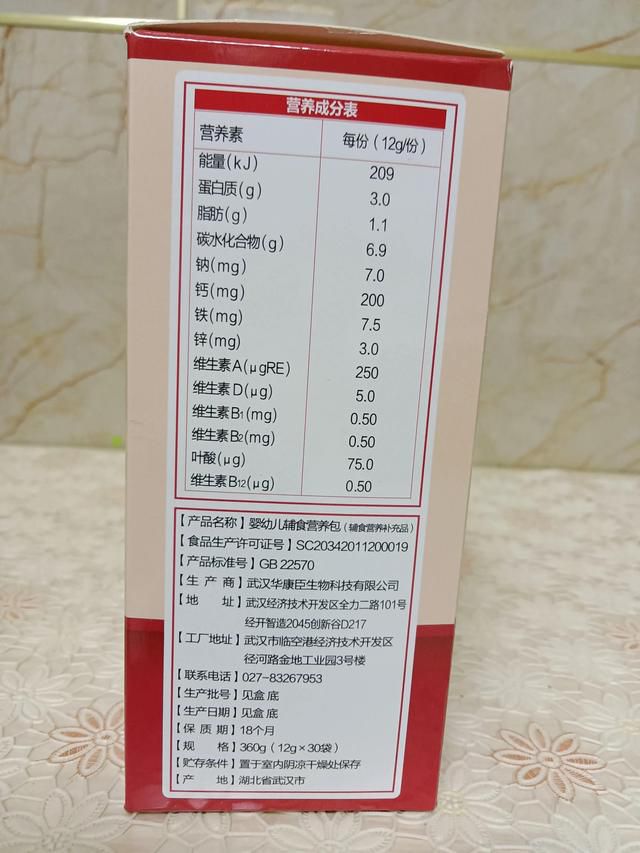 营养成分表
营养素 每份（12g/份）
能量(kJ) 209
蛋白质(g) 3.0
脂肪(g) 1.1
碳水化合物(g) 6.9
钠(mg) 7.0
钙(mg) 200
铁(mg) 7.5
锌(mg) 3.0
维生素A(μgRE) 250
维生素D(μg) 5.0
维生素B1(mg) 0.50
维生素B2(mg) 0.50
叶酸(μg) 75.0
维生素B12(μg) 0.50
【产品名称】婴幼儿辅食营养包（辅食营养补充品）
【食品生产许可证号】SC20342011200019
【产品标准号】GB 22570
【生产商】武汉华康臣生物科技有限公司
【地址】武汉经济技术开发区全力二路101号
经开智造2045创新谷D217
【工厂地址】武汉市临空港经济技术开发区
径河路金地工业园3号楼
【联系电话】027-83267953
【生产批号】见盒底
【生产日期】见盒底
【保质期】18个月
【规格】360g（12g×30袋）
【贮存条件】置于室内阴凉干燥处保存
【产地】湖北省武汉市